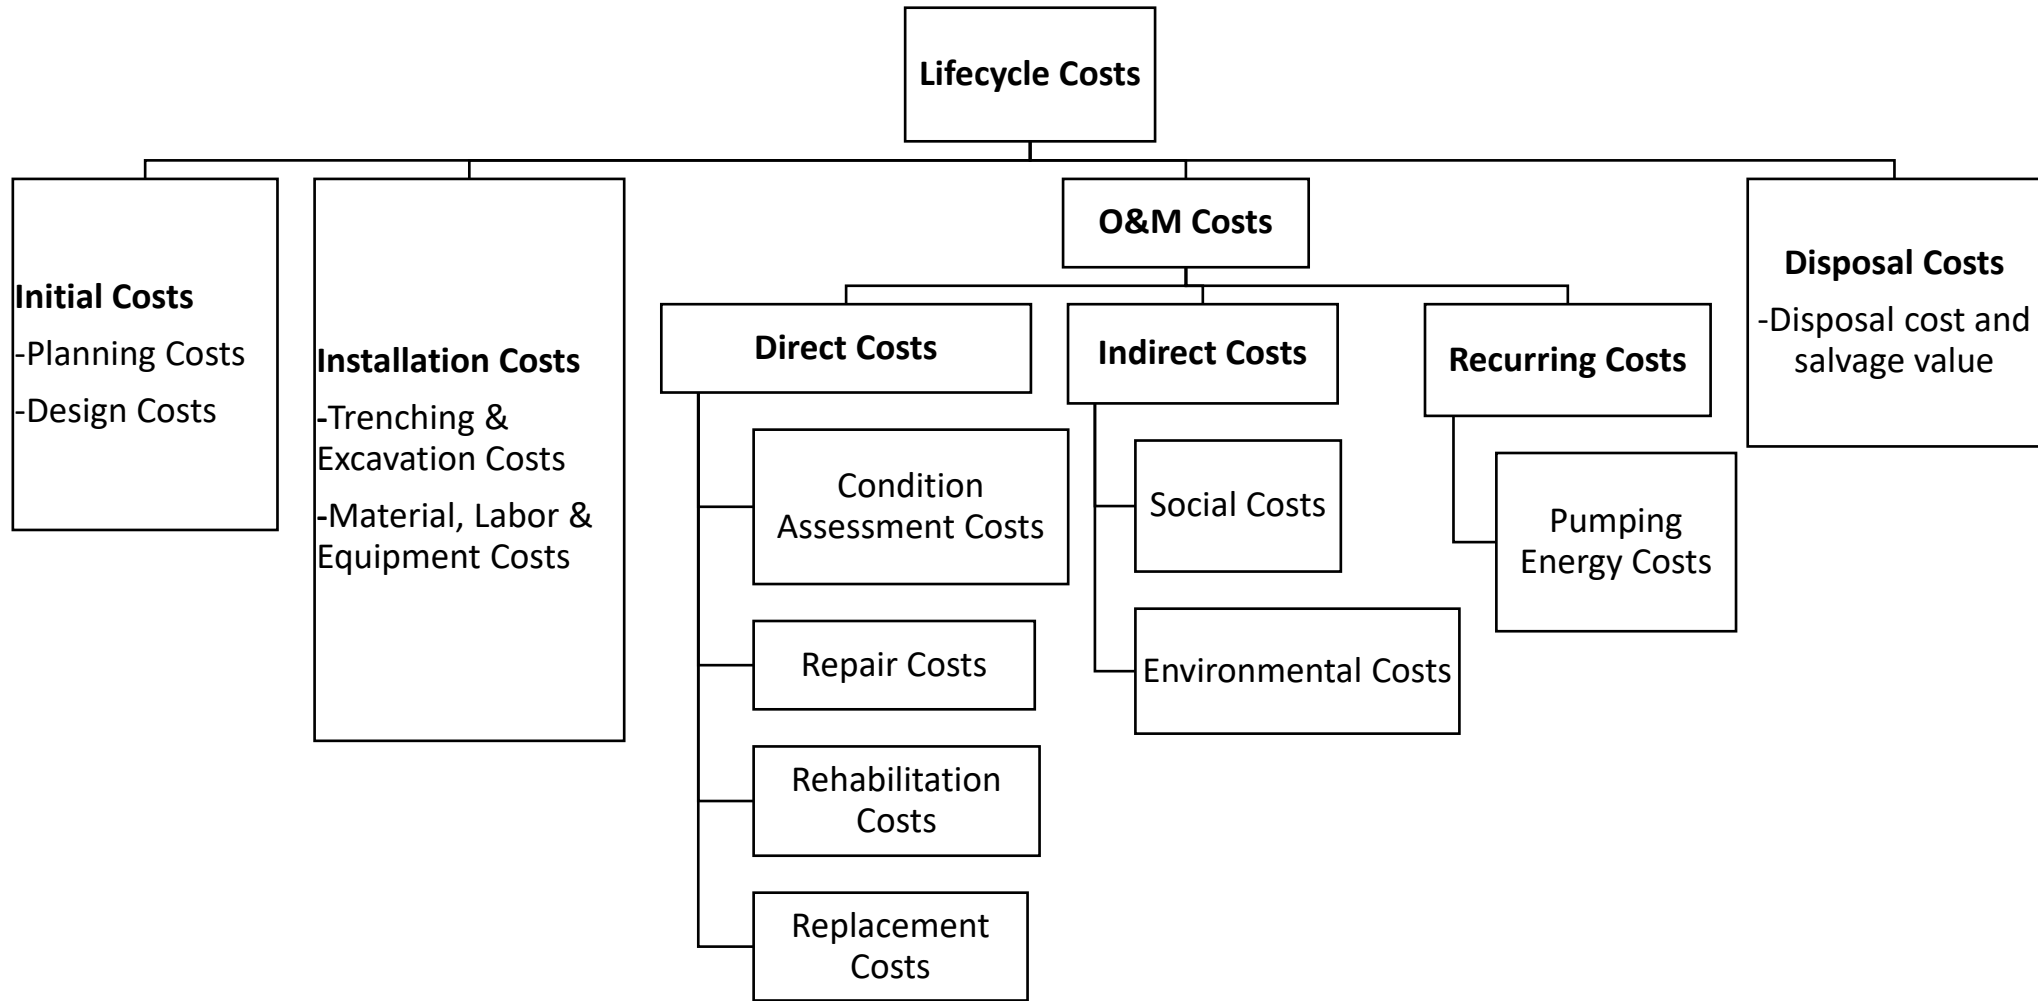 Lifecycle Costs
Initial Costs
-Planning Costs
-Design Costs
Installation Costs
-Trenching &
Excavation Costs
-Material, Labor &
Equipment Costs
O&M Costs
Direct Costs
Condition
Assessment Costs
Repair Costs
Rehabilitation
Costs
Replacement
Costs
Indirect Costs
Social Costs
Environmental Costs
Recurring Costs
Pumping
Energy Costs
Disposal Costs
-Disposal cost and
salvage value